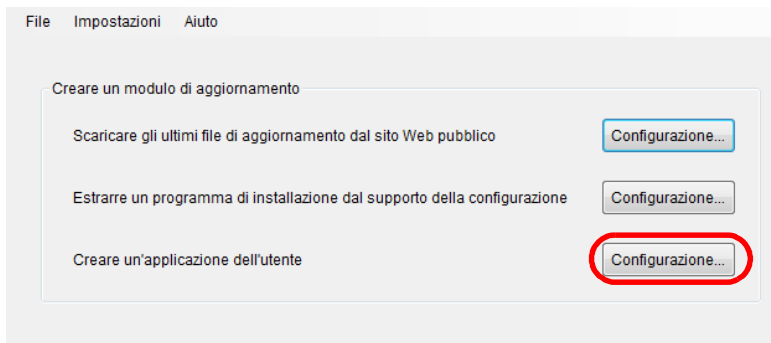 File Impostazioni Aiuto
Creare un modulo di aggiornamento
Scaricare gli ultimi file di aggiornamento dal sito Web pubblico Configurazione...
Estrarre un programma di installazione dal supporto della configurazione Configurazione...
Creare un'applicazione dell'utente Configurazione...